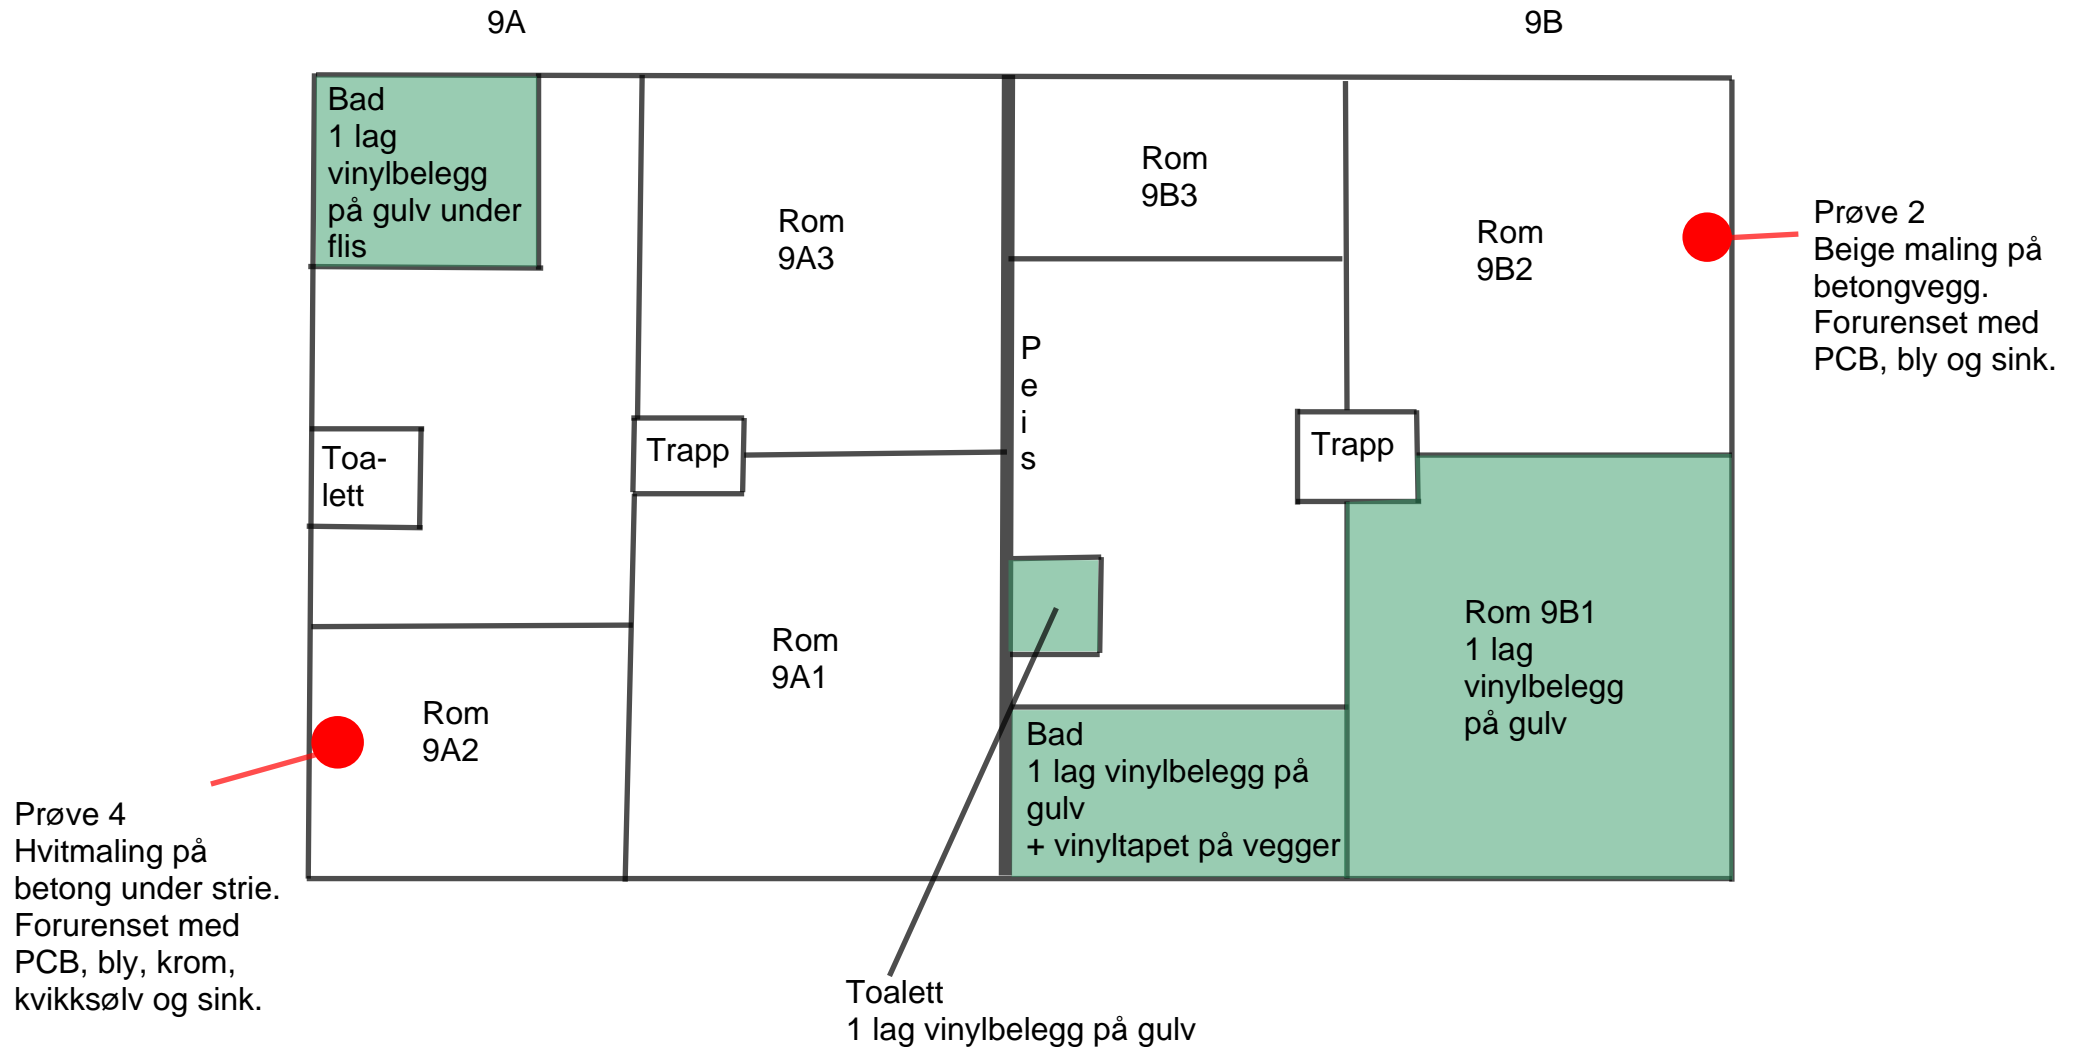 9A
9B
Bad
1 lag
vinylbelegg
på gulv under
flis
Rom
9A3
Rom
9B3
Rom
9B2
Prøve 2
Beige maling på
betongvegg.
Forurenset med
PCB, bly og sink.
P
e
i
s
Toa-
lett
Trapp
Trapp
Rom
9A1
Rom
9A2
Rom 9B1
1 lag
vinylbelegg
på gulv
Bad
1 lag vinylbelegg på
gulv
+ vinyltapet på vegger
Prøve 4
Hvitmaling på
betong under strie.
Forurenset med
PCB, bly, krom,
kvikksølv og sink.
Toalett
1 lag vinylbelegg på gulv